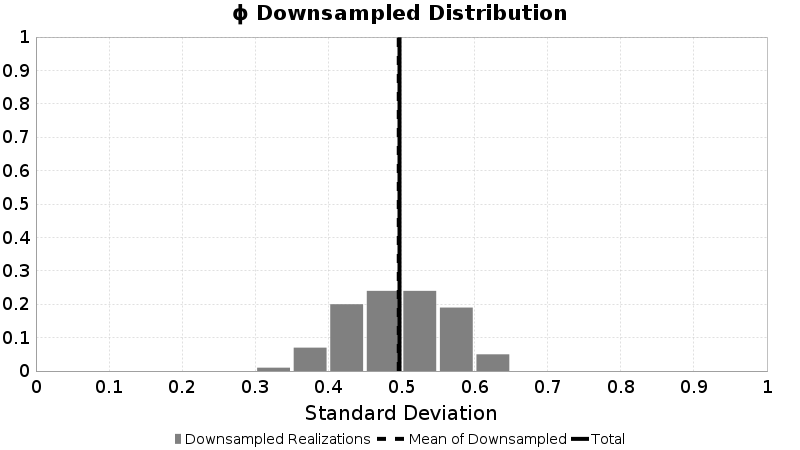 ϕ Downsampled Distribution
1
0.9
0.8
0.7
0.6
0.5
0.4
0.3
0.2
0.1
0
0 0.1 0.2 0.3 0.4 0.5 0.6 0.7 0.8 0.9 1
Standard Deviation
Downsampled Realizations Mean of Downsampled Total